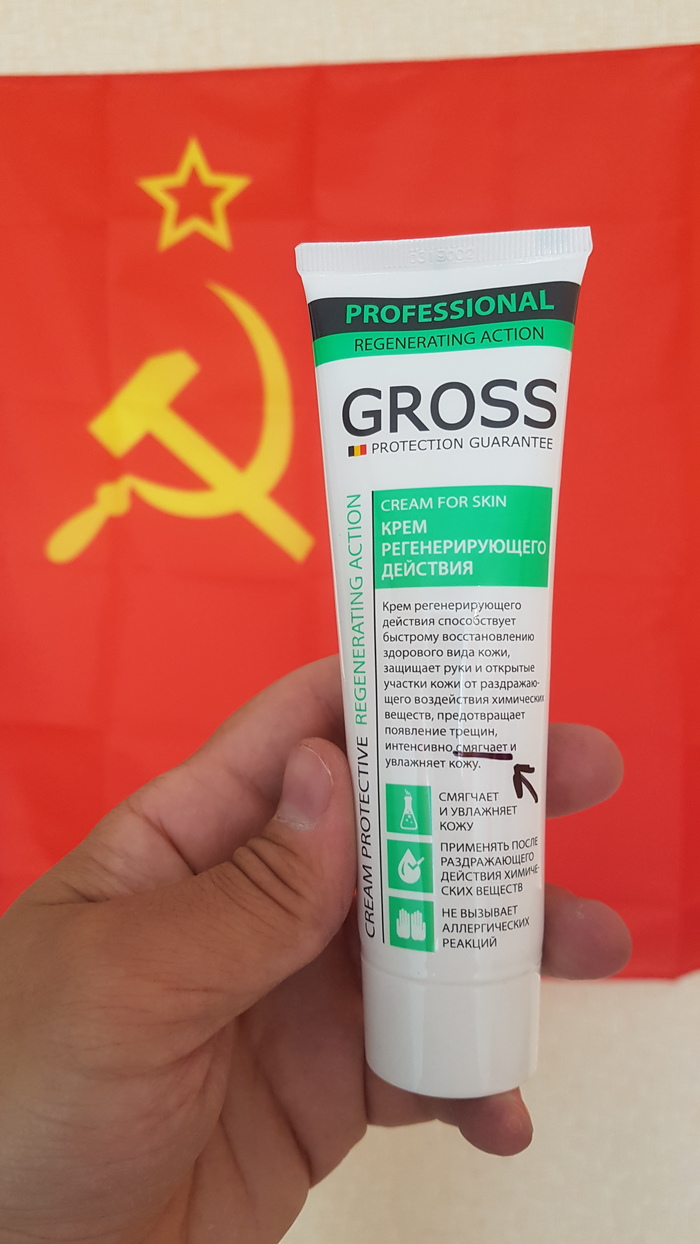 PROFESSIONAL
REGENERATING ACTION
GROSS
PROTECTION GUARANTEE
CREAM FOR SKIN
КРЕМ
РЕГЕНЕРИРУЮЩЕГО
ДЕЙСТВИЯ
Крем регенерирующего
действия способствует
быстрому восстановлению
здорового вида кожи,
защищает руки и открытые
участки кожи от раздражаю-
щего воздействия химических
веществ, предотвращает
появление трещин,
интенсивно смягчает и
увлажняет кожу.
СМЯГЧАЕТ
И УВЛАЖНЯЕТ
КОЖУ
ПРИМЕНЯТЬ ПОСЛЕ
РАЗДРАЖАЮЩЕГО
ДЕЙСТВИЯ ХИМИЧЕ-
СКИХ ВЕЩЕСТВ
НЕ ВЫЗЫВАЕТ
АЛЛЕРГИЧЕСКИХ
РЕАКЦИЙ
CREAM PROTECTIVE REGENERATING ACTION